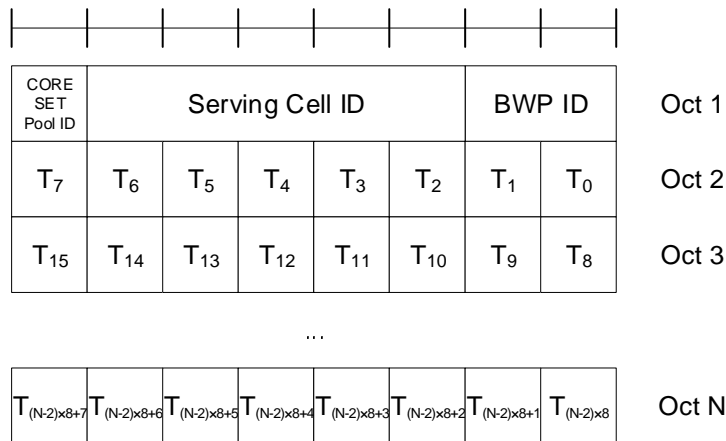 CORE SET Pool ID Serving Cell ID BWP ID Oct 1
T7 T6 T5 T4 T3 T2 T1 T0 Oct 2
T15 T14 T13 T12 T11 T10 T9 T8 Oct 3
...
T(N-2)×8+7 T(N-2)×8+6 T(N-2)×8+5 T(N-2)×8+4 T(N-2)×8+3 T(N-2)×8+2 T(N-2)×8+1 T(N-2)×8 Oct N